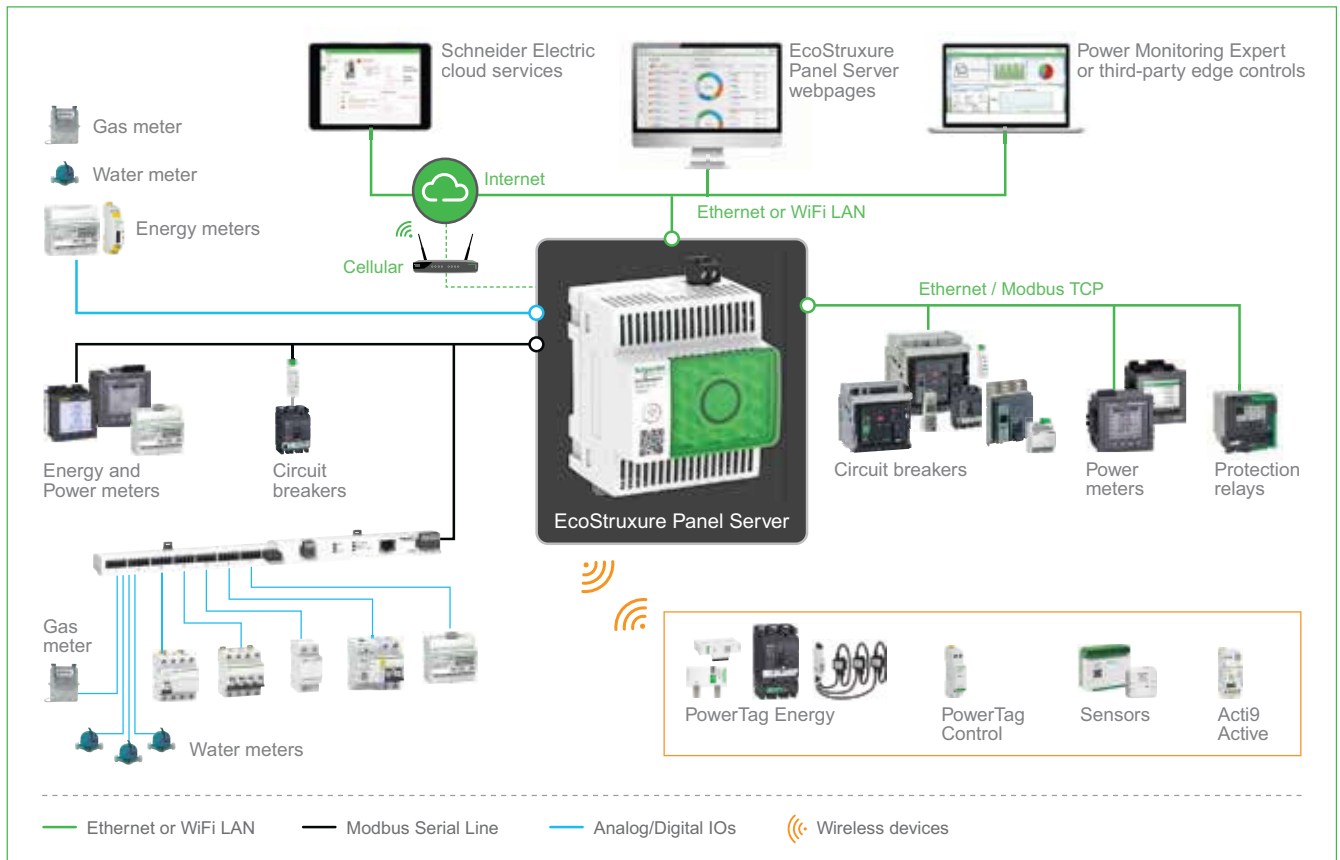 Schneider Electric
cloud services
EcoStruxure
Panel Server
webpages
Power Monitoring Expert
or third-party edge controls
Gas meter
Water meter
Energy meters
Internet
Ethernet or WiFi LAN
Cellular
Ethernet / Modbus TCP
Energy and
Power meters
Circuit
breakers
EcoStruxure Panel Server
Circuit breakers
Power
meters
Protection
relays
Gas
meter
Water meters
PowerTag Energy
PowerTag
Control
Sensors
Acti9
Active
Ethernet or WiFi LAN
Modbus Serial Line
Analog/Digital IOs
Wireless devices